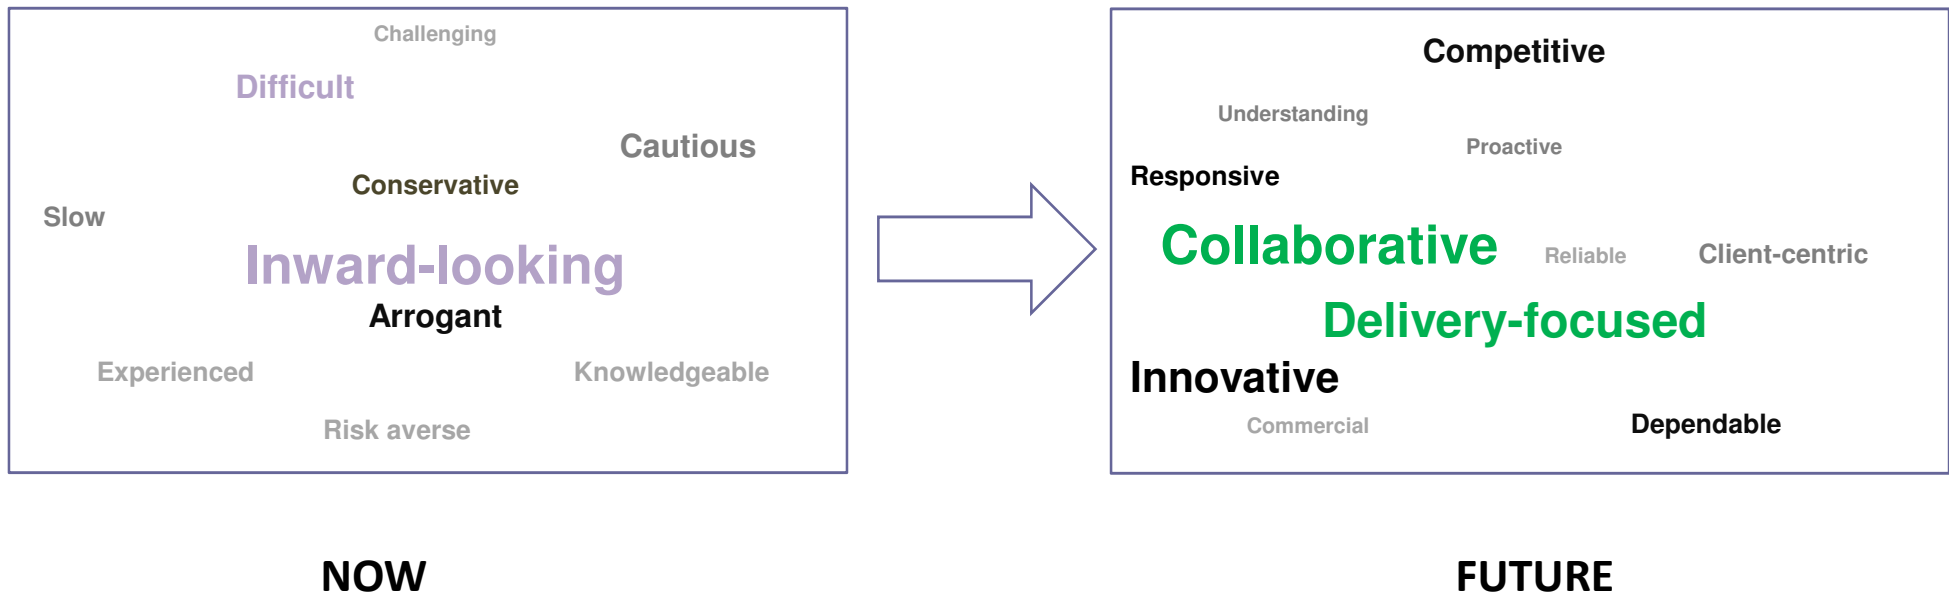 Challenging
Difficult
Cautious
Conservative
Slow
Inward-looking
Arrogant
Experienced
Knowledgeable
Risk averse
NOW
Competitive
Understanding
Proactive
Responsive
Collaborative
Reliable
Client-centric
Delivery-focused
Innovative
Commercial
Dependable
FUTURE